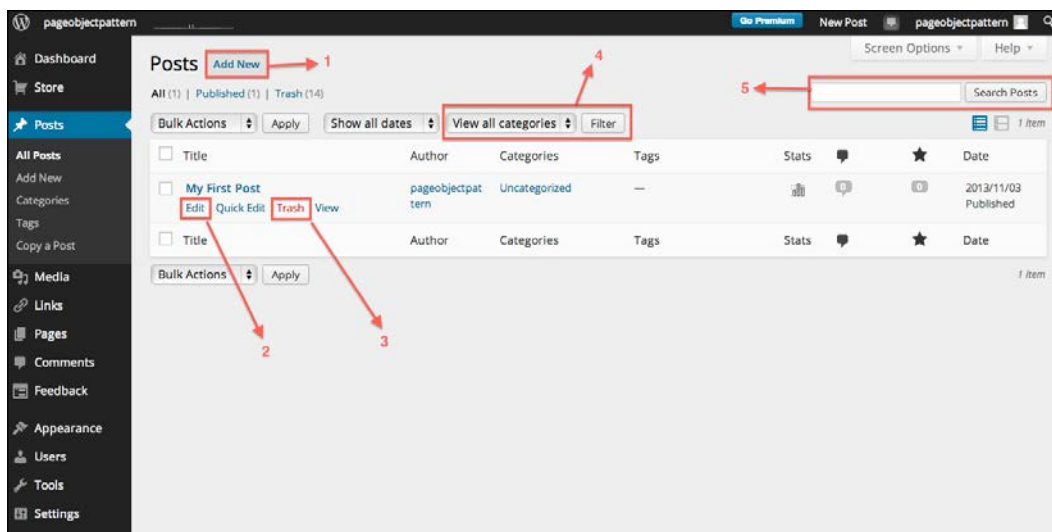 pageobjectpattern
Go Premium
New Post
pageobjectpattern
Dashboard
Store
Posts
All Posts
Add New
Categories
Tags
Copy a Post
Media
Links
Pages
Comments
Feedback
Appearance
Users
Tools
Settings
Screen Options
Help
Posts Add New 1
4
All (1) | Published (1) | Trash (14)
5 Search Posts
Bulk Actions Apply Show all dates View all categories Filter 1 item
Title Author Categories Tags Stats Date
My First Post pageobjectpat Uncategorized — 0 0 2013/11/03
Edit Quick Edit Trash View tern Published
Title Author Categories Tags Stats Date
Bulk Actions Apply 1 item
2
3